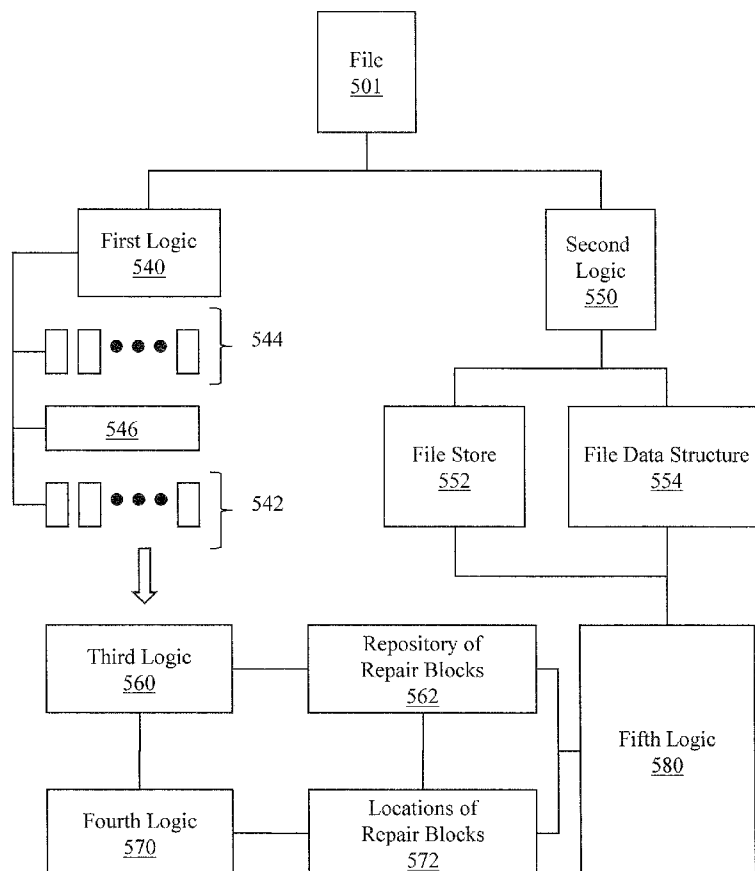 File
501
First Logic
540
Second
Logic
550
544
546
542
File Store
552
File Data Structure
554
Third Logic
560
Repository of
Repair Blocks
562
Fifth Logic
580
Fourth Logic
570
Locations of
Repair Blocks
572